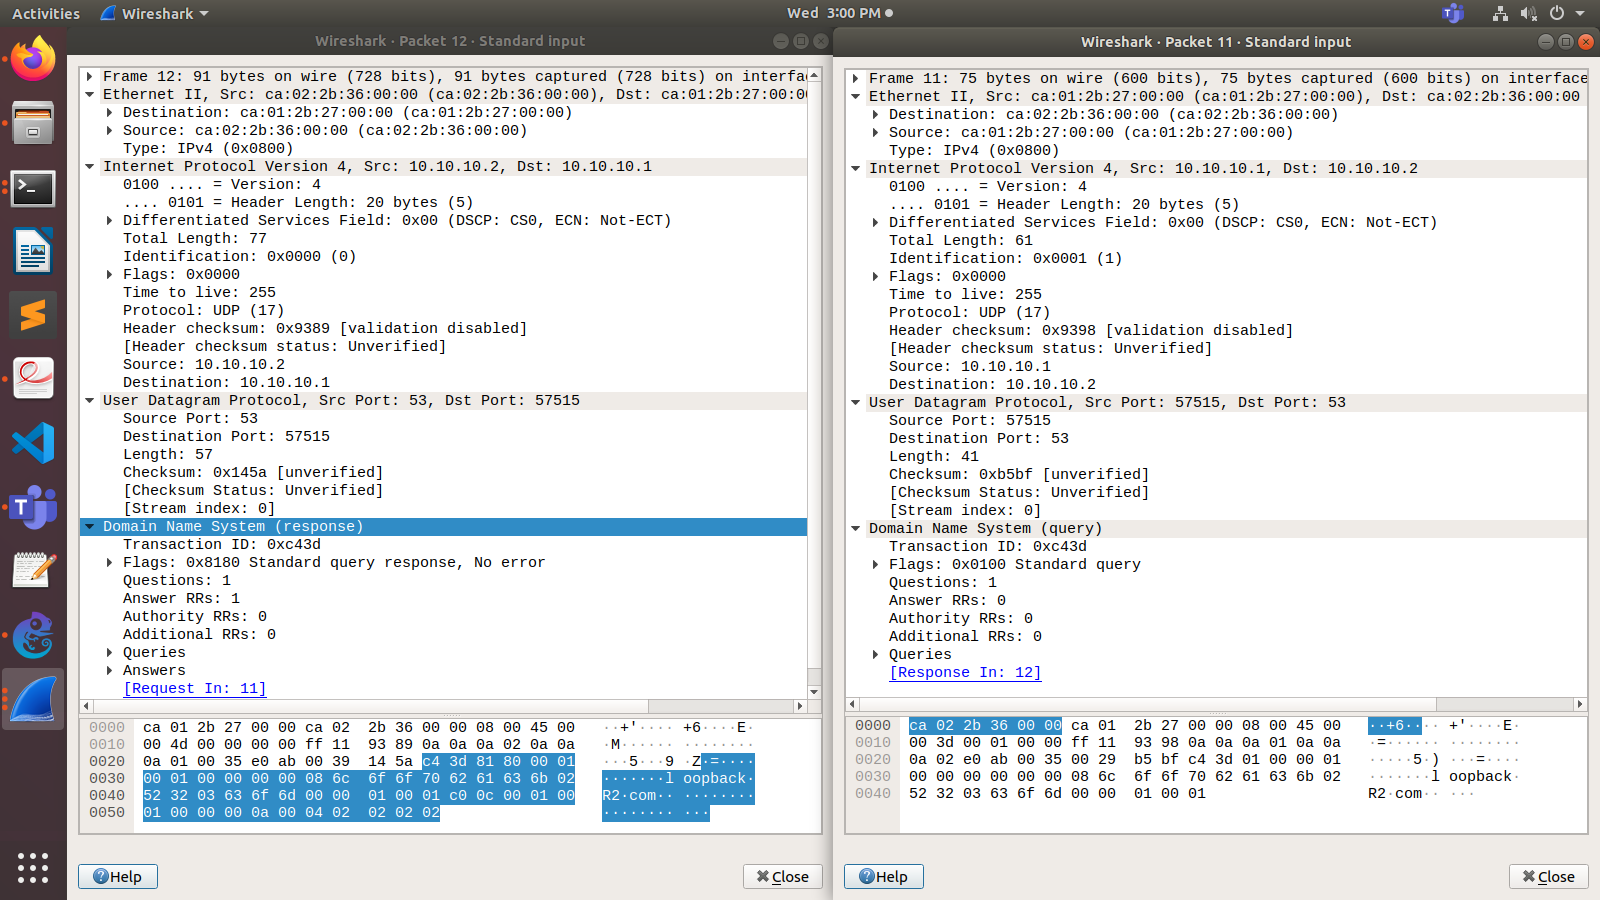 Activities Wireshark Wed 3:00 PM
Wireshark · Packet 12 · Standard input
Frame 12: 91 bytes on wire (728 bits), 91 bytes captured (728 bits) on interfac
Ethernet II, Src: ca:02:2b:36:00:00 (ca:02:2b:36:00:00), Dst: ca:01:2b:27:00:00
Destination: ca:01:2b:27:00:00 (ca:01:2b:27:00:00)
Source: ca:02:2b:36:00:00 (ca:02:2b:36:00:00)
Type: IPv4 (0x0800)
Internet Protocol Version 4, Src: 10.10.10.2, Dst: 10.10.10.1
0100 .... = Version: 4
.... 0101 = Header Length: 20 bytes (5)
Differentiated Services Field: 0x00 (DSCP: CS0, ECN: Not-ECT)
Total Length: 77
Identification: 0x0000 (0)
Flags: 0x0000
Time to live: 255
Protocol: UDP (17)
Header checksum: 0x9389 [validation disabled]
[Header checksum status: Unverified]
Source: 10.10.10.2
Destination: 10.10.10.1
User Datagram Protocol, Src Port: 53, Dst Port: 57515
Source Port: 53
Destination Port: 57515
Length: 57
Checksum: 0x145a [unverified]
[Checksum Status: Unverified]
[Stream index: 0]
Domain Name System (response)
Transaction ID: 0xc43d
Flags: 0x8180 Standard query response, No error
Questions: 1
Answer RRs: 1
Authority RRs: 0
Additional RRs: 0
Queries
Answers
[Request In: 11]
0000 ca 01 2b 27 00 00 ca 02 2b 36 00 00 08 00 45 00 ··+'···· +6····E·
0010 00 4d 00 00 00 00 ff 11 93 89 0a 0a 0a 02 0a 0a ·M······ ········
0020 0a 01 00 35 e0 ab 00 39 14 5a c4 3d 81 80 00 01 ···5···9 ·Z·=····
0030 00 01 00 00 00 00 08 6c 6f 6f 70 62 61 63 6b 02 ·······l oopback·
0040 52 32 03 63 6f 6d 00 00 01 00 01 c0 0c 00 01 00 R2·com·· ········
0050 01 00 00 00 0a 00 04 02 02 02 02 ········ ···
Help Close
Wireshark · Packet 11 · Standard input
Frame 11: 75 bytes on wire (600 bits), 75 bytes captured (600 bits) on interface
Ethernet II, Src: ca:01:2b:27:00:00 (ca:01:2b:27:00:00), Dst: ca:02:2b:36:00:00
Destination: ca:02:2b:36:00:00 (ca:02:2b:36:00:00)
Source: ca:01:2b:27:00:00 (ca:01:2b:27:00:00)
Type: IPv4 (0x0800)
Internet Protocol Version 4, Src: 10.10.10.1, Dst: 10.10.10.2
0100 .... = Version: 4
.... 0101 = Header Length: 20 bytes (5)
Differentiated Services Field: 0x00 (DSCP: CS0, ECN: Not-ECT)
Total Length: 61
Identification: 0x0001 (1)
Flags: 0x0000
Time to live: 255
Protocol: UDP (17)
Header checksum: 0x9398 [validation disabled]
[Header checksum status: Unverified]
Source: 10.10.10.1
Destination: 10.10.10.2
User Datagram Protocol, Src Port: 57515, Dst Port: 53
Source Port: 57515
Destination Port: 53
Length: 41
Checksum: 0xb5bf [unverified]
[Checksum Status: Unverified]
[Stream index: 0]
Domain Name System (query)
Transaction ID: 0xc43d
Flags: 0x0100 Standard query
Questions: 1
Answer RRs: 0
Authority RRs: 0
Additional RRs: 0
Queries
[Response In: 12]
0000 ca 02 2b 36 00 00 ca 01 2b 27 00 00 08 00 45 00 ··+6···· +'····E·
0010 00 3d 00 01 00 00 ff 11 93 98 0a 0a 0a 01 0a 0a ·=······ ········
0020 0a 02 e0 ab 00 35 00 29 b5 bf c4 3d 01 00 00 01 ·····5·) ···=····
0030 00 00 00 00 00 00 08 6c 6f 6f 70 62 61 63 6b 02 ·······l oopback·
0040 52 32 03 63 6f 6d 00 00 01 00 01 R2·com·· ···
Help Close